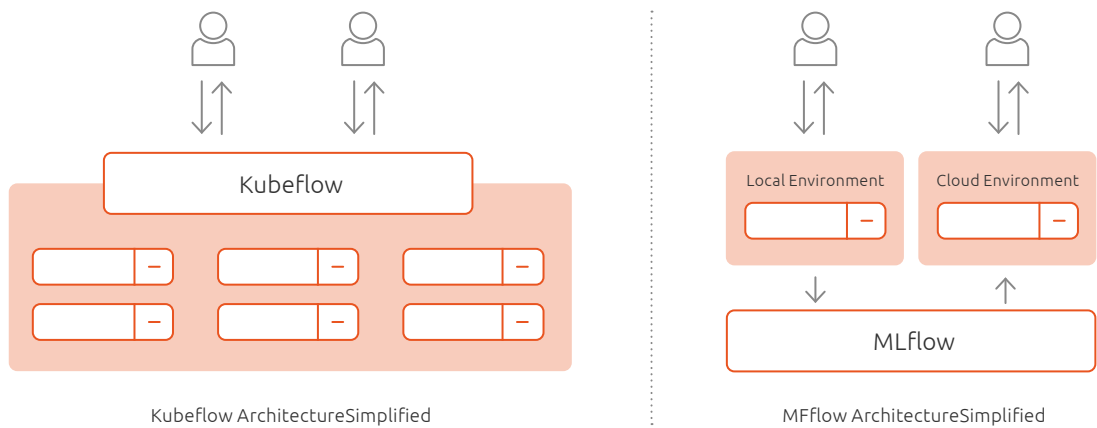 Kubeflow
Local Environment
Cloud Environment
MLflow
Kubeflow ArchitectureSimplified
MFflow ArchitectureSimplified